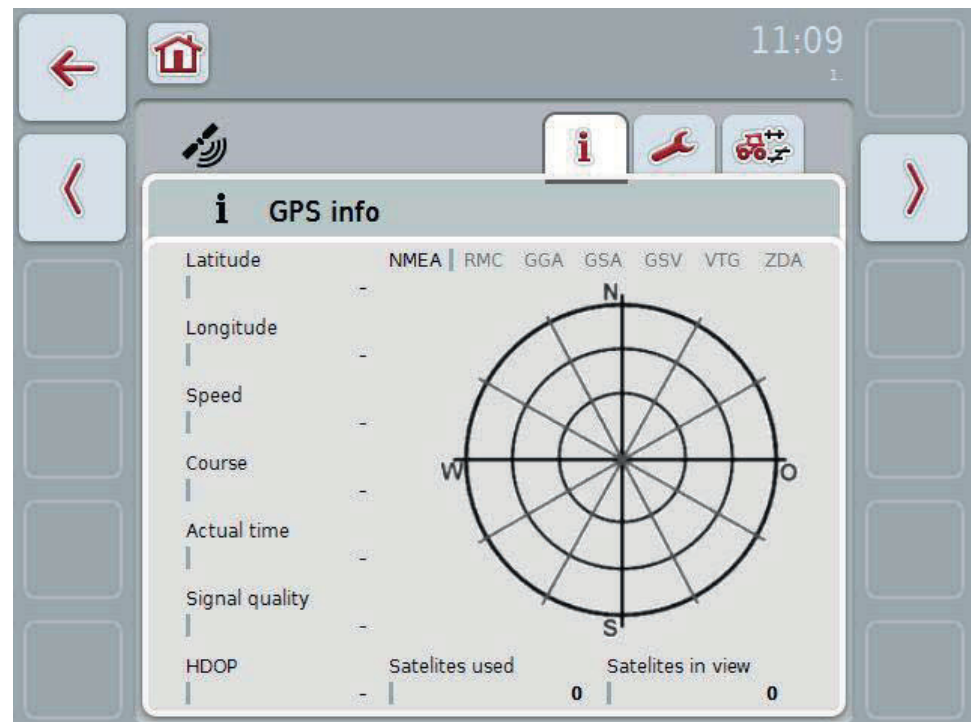 11:09
1.
i
i GPS info
Latitude
-
NMEA RMC GGA GSA GSV VTG ZDA
Longitude
-
Speed
-
Course
-
Actual time
-
Signal quality
-
N
W
O
S
HDOP
-
Satelites used
0
Satelites in view
0